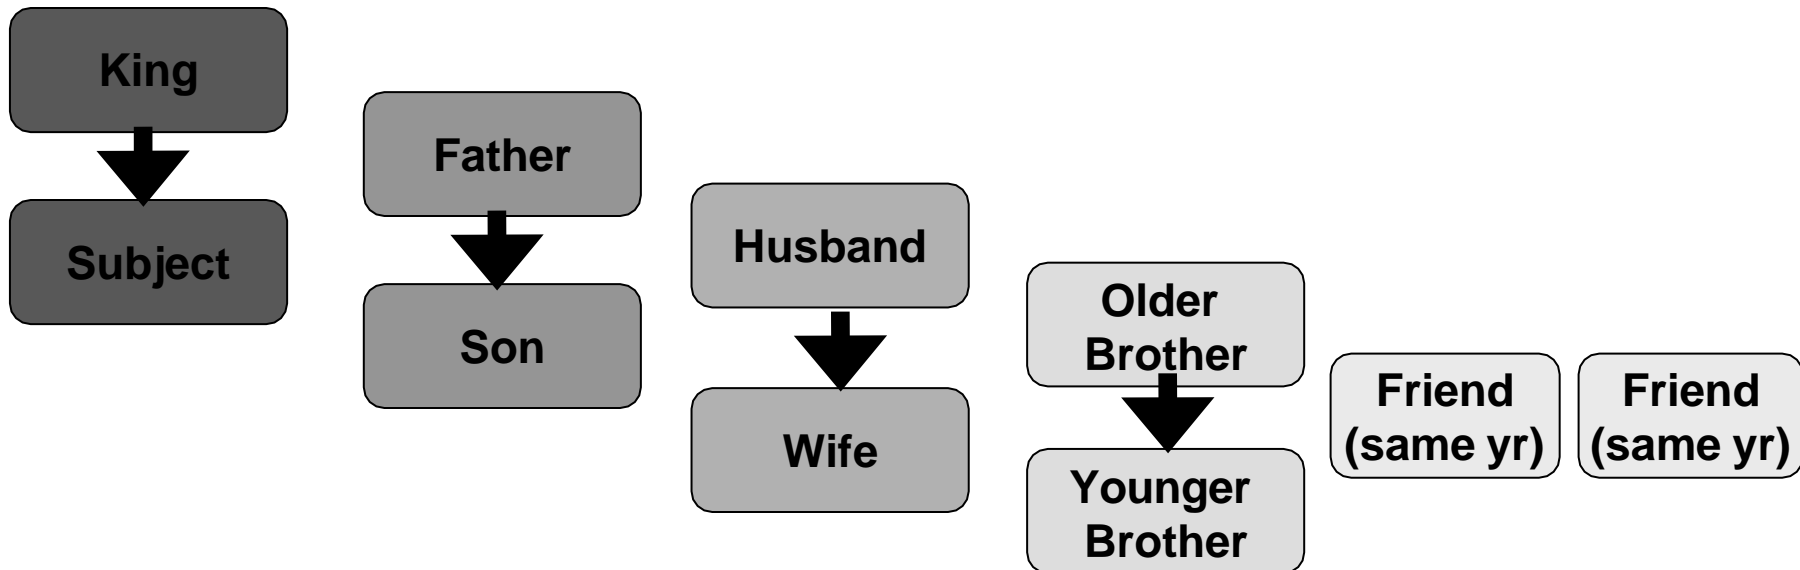 King
Subject
Father
Son
Husband
Wife
Older
Brother
Younger
Brother
Friend
(same yr)
Friend
(same yr)